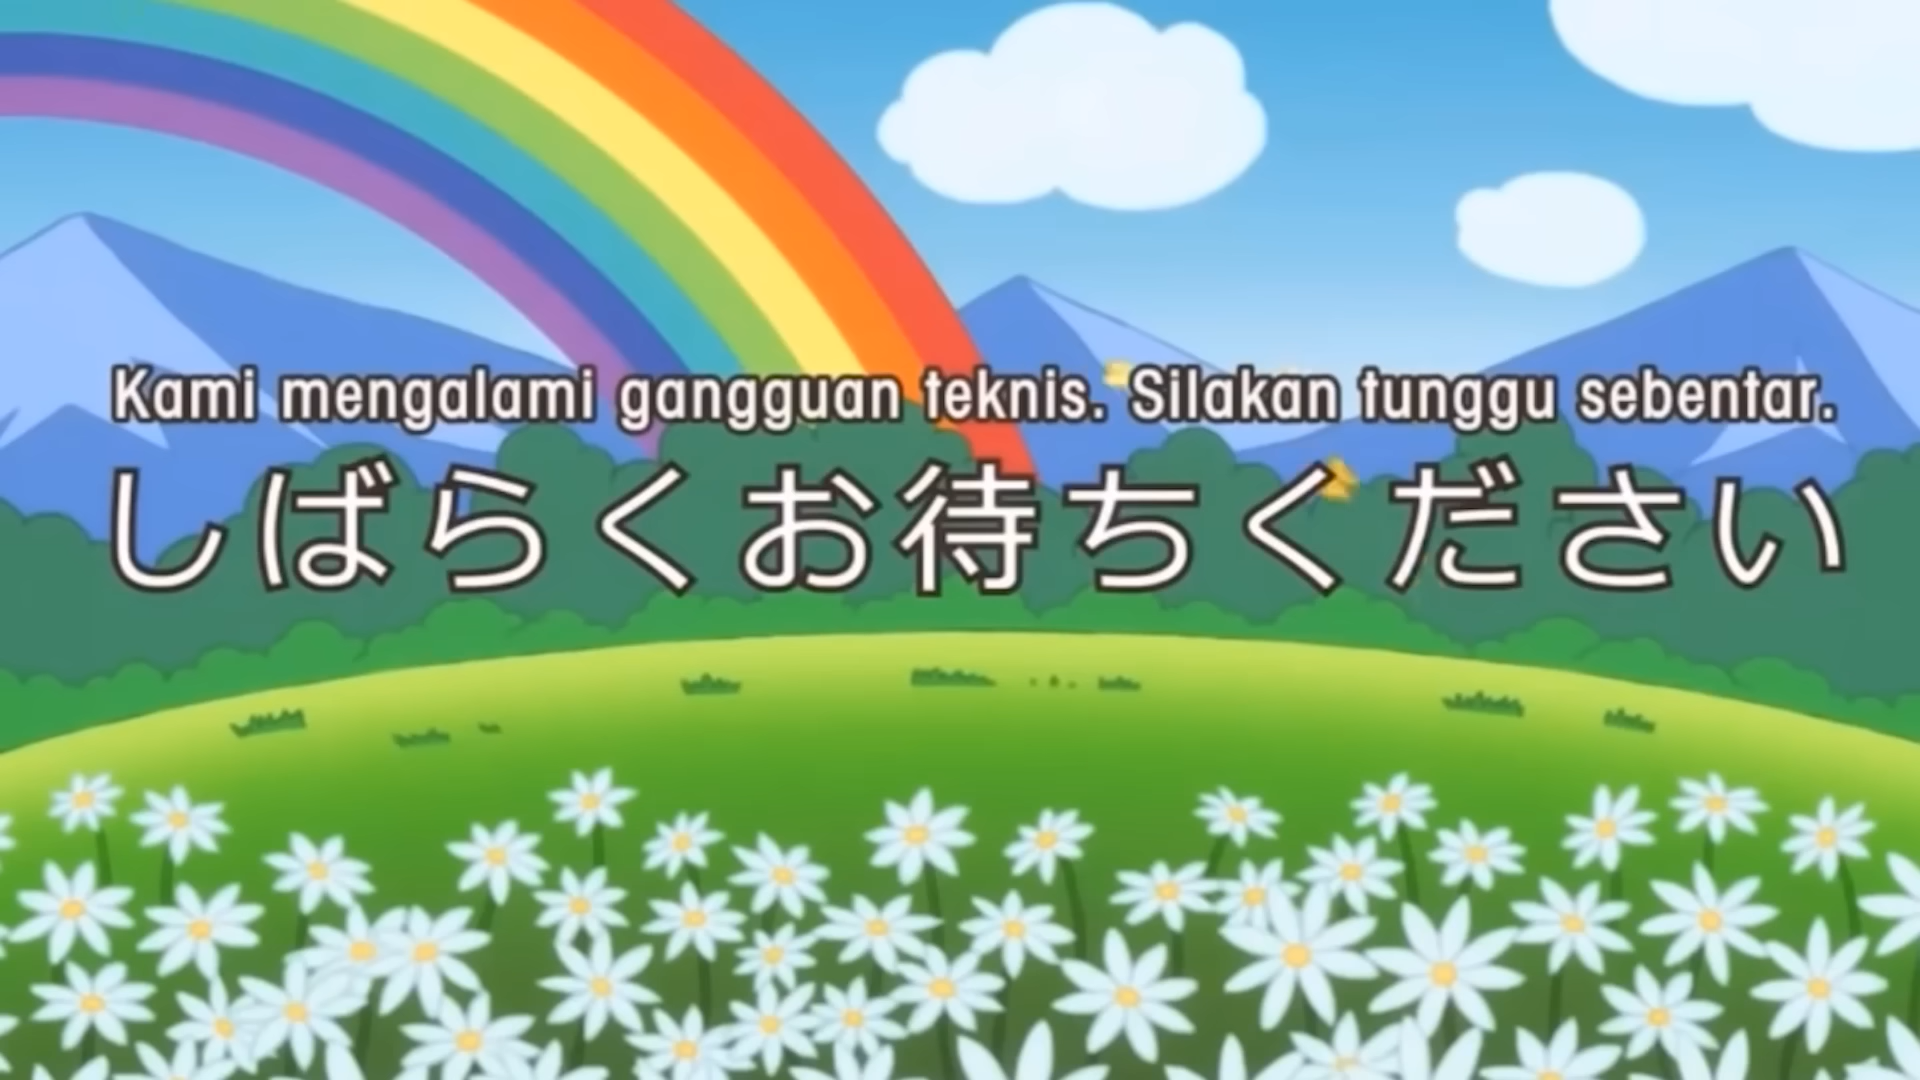 Kami mengalami gangguan teknis. Silakan tunggu sebentar.
しばらくお待ちください